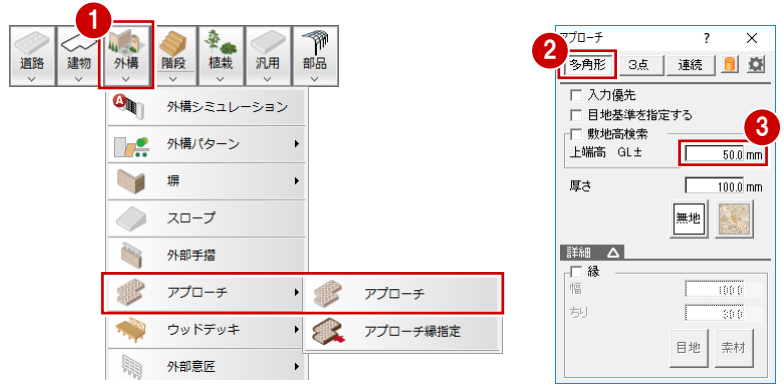 1
道路 建物 外構 階段 植栽 汎用 部品
外構シミュレーション
外構パターン
塀
スロープ
外部手摺
アプローチ
アプローチ
ウッドデッキ
アプローチ縁指定
外部意匠
アプローチ ? ×
2
多角形 3点 連続
入力優先
目地基準を指定する
敷地高検索
3
上端高 GL± 50.0 mm
厚さ 100.0 mm
無地
詳細
縁
幅 100.0
ちり 30.0
目地 素材